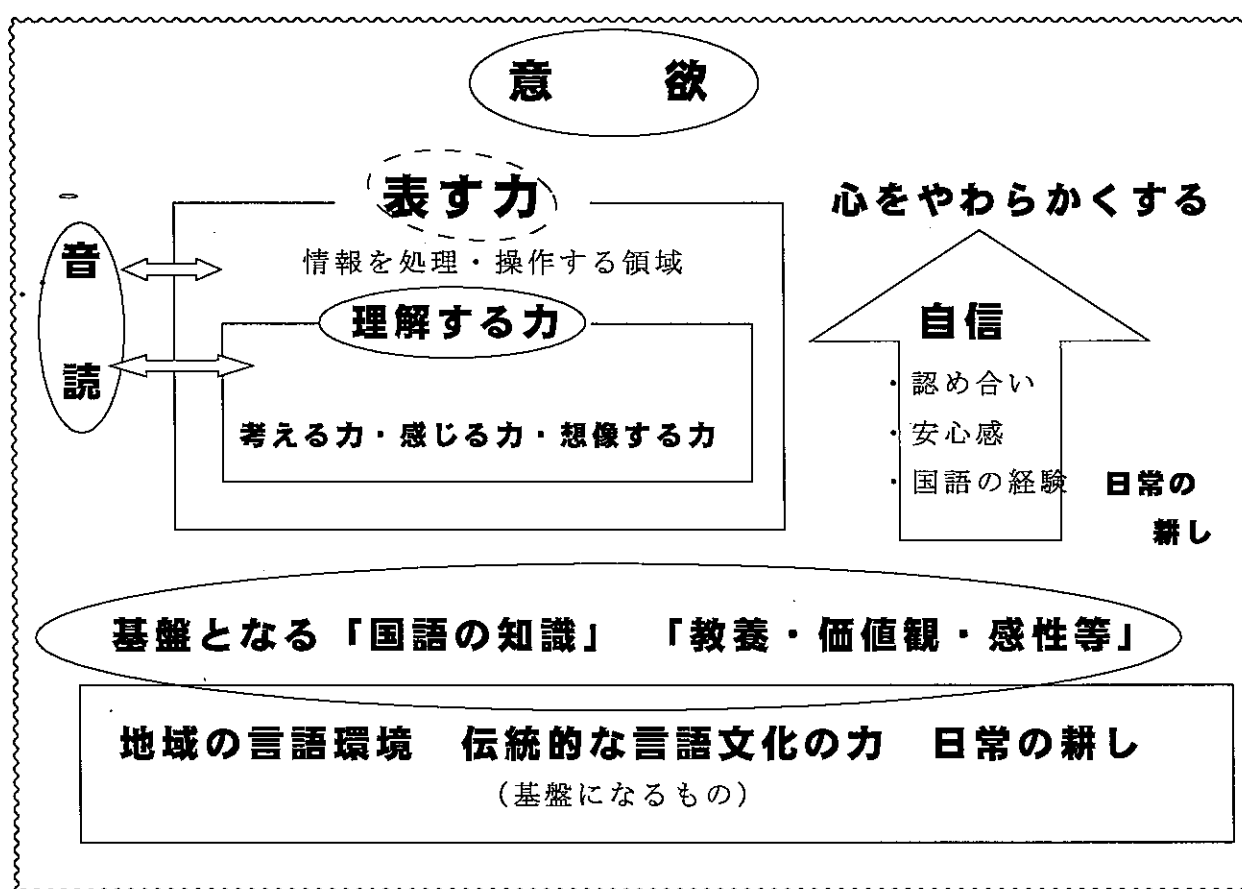 意 欲
表す力
情報を処理・操作する領域
音読
理解する力
考える力・感じる力・想像する力
心をやわらかくする
自信
・認め合い
・安心感
・国語の経験
日常の
耕し
基盤となる「国語の知識」 「教養・価値観・感性等」
地域の言語環境 伝統的な言語文化の力 日常の耕し
（基盤になるもの）